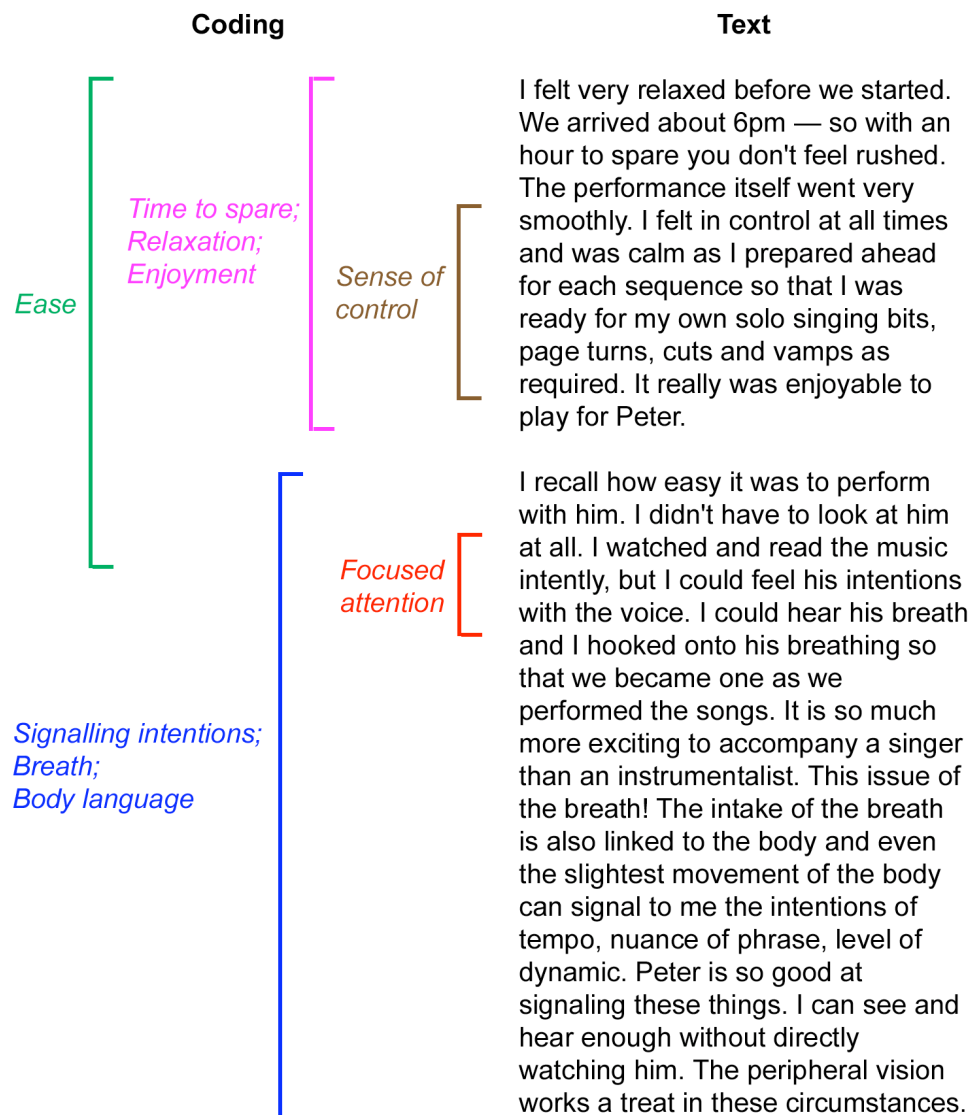 Coding
Text
Time to spare;
Relaxation;
Enjoyment
Sense of
control
Ease
I felt very relaxed before we started.
We arrived about 6pm — so with an
hour to spare you don't feel rushed.
The performance itself went very
smoothly. I felt in control at all times
and was calm as I prepared ahead
for each sequence so that I was
ready for my own solo singing bits,
page turns, cuts and vamps as
required. It really was enjoyable to
play for Peter.
Focused
attention
Signalling intentions;
Breath;
Body language
I recall how easy it was to perform
with him. I didn't have to look at him
at all. I watched and read the music
intently, but I could feel his intentions
with the voice. I could hear his breath
and I hooked onto his breathing so
that we became one as we
performed the songs. It is so much
more exciting to accompany a singer
than an instrumentalist. This issue of
the breath! The intake of the breath
is also linked to the body and even
the slightest movement of the body
can signal to me the intentions of
tempo, nuance of phrase, level of
dynamic. Peter is so good at
signaling these things. I can see and
hear enough without directly
watching him. The peripheral vision
works a treat in these circumstances.